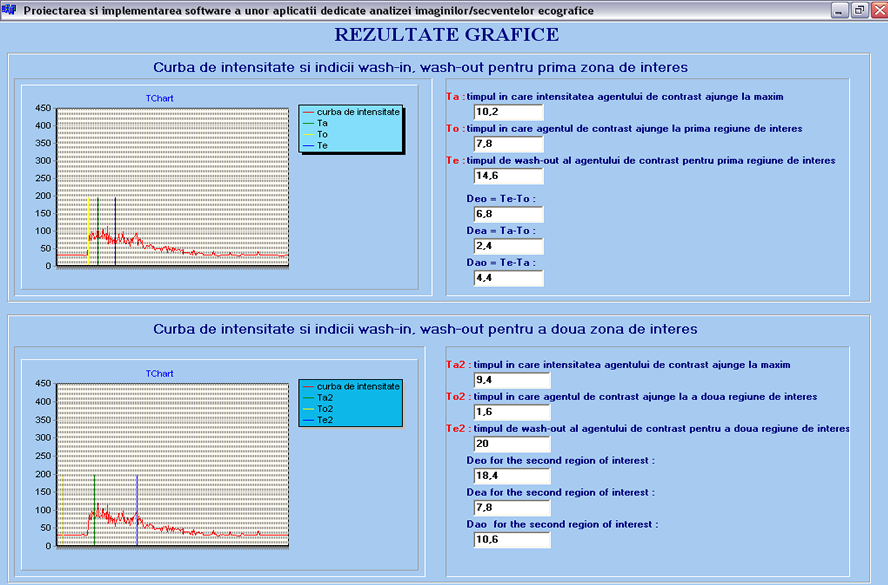 Proiectarea si implementarea software a unor aplicatii dedicate analizei imaginilor/secventelor ecografice
REZULTATE GRAFICE
Curba de intensitate si indicii wash-in, wash-out pentru prima zona de interes
TChart
450
400
350
300
250
200
150
100
50
0
curba de intensitate
Ta
To
Te
Ta : timpul in care intensitatea agentului de contrast ajunge la maxim
10,2
To : timpul in care agentul de contrast ajunge la prima regiune de interes
7,8
Te : timpul de wash-out al agentului de contrast pentru prima regiune de interes
14,6
Deo = Te-To :
6,8
Dea = Ta-To :
2,4
Dao = Te-Ta :
4,4
Curba de intensitate si indicii wash-in, wash-out pentru a doua zona de interes
TChart
450
400
350
300
250
200
150
100
50
0
curba de intensitate
Ta2
To2
Te2
Ta2 : timpul in care intensitatea agentului de contrast ajunge la maxim
9,4
To2 : timpul in care agentul de contrast ajunge la a doua regiune de interes
1,6
Te2 : timpul de wash-out al agentului de contrast pentru a doua regiune de interes
20
Deo for the second region of interest :
18,4
Dea for the second region of interest :
7,8
Dao for the second region of interest :
10,6